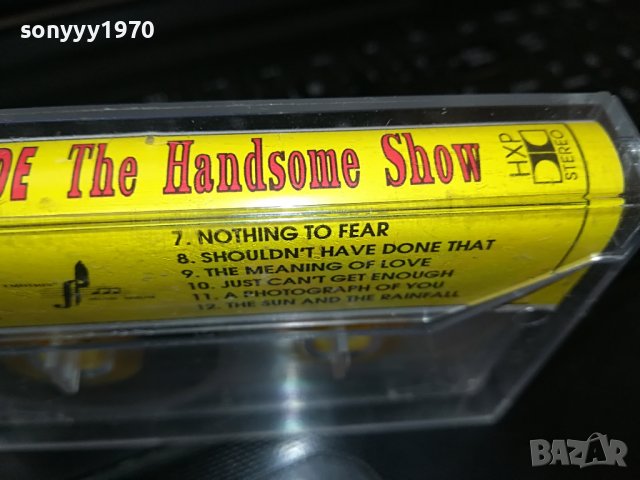 sonyyy1970
DE The Handsome Show
HXP
STEREO
7. NOTHING TO FEAR
8. SHOULDN'T HAVE DONE THAT
9. THE MEANING OF LOVE
10. JUST CAN'T GET ENOUGH
11. A PHOTOGRAPH OF YOU
12. THE SUN AND THE RAINFALL
BAZAR